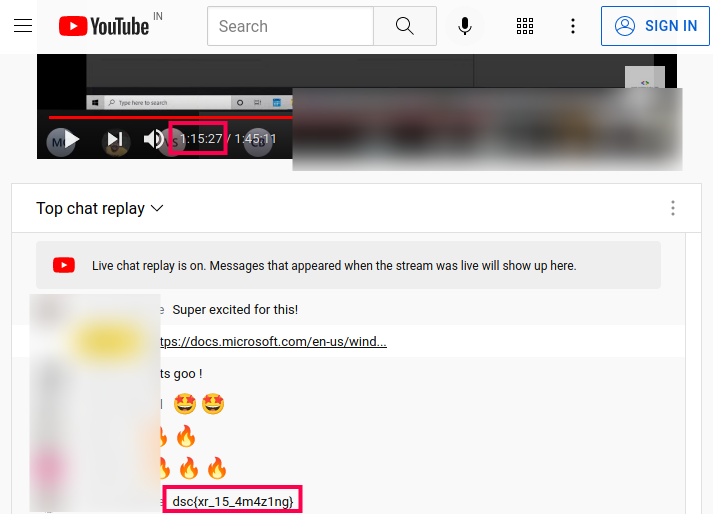 YouTube IN
Search
SIGN IN
Type here to search
1:15:27 / 1:45:11
Top chat replay
Live chat replay is on. Messages that appeared when the stream was live will show up here.
Super excited for this!
tps://docs.microsoft.com/en-us/wind...
ts goo !
dsc{xr_15_4m4z1ng}